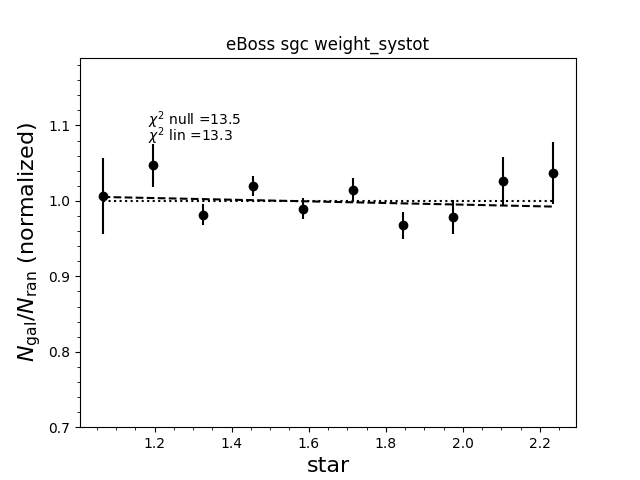 eBoss sgc weight_systot
χ² null =13.5
χ² lin =13.3
N_gal/N_ran (normalized)
1.1
1.0
0.9
0.8
0.7
1.2 1.4 1.6 1.8 2.0 2.2
star